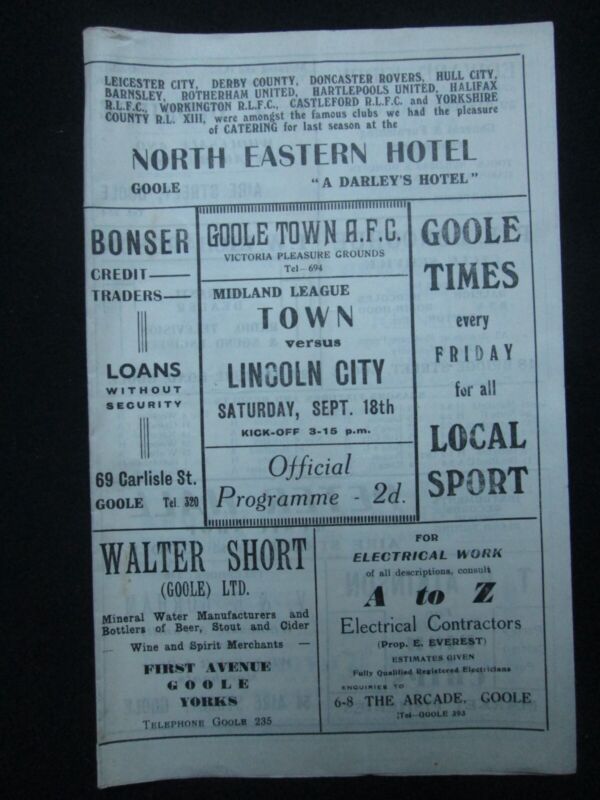 LEICESTER CITY, DERBY COUNTY, DONCASTER ROVERS, HULL CITY,
BARNSLEY, ROTHERHAM UNITED, HARTLEPOOLS UNITED, HALIFAX
R.L.F.C., WORKINGTON R.L.F.C., CASTLEFORD R.L.F.C. and YORKSHIRE
COUNTY R.L. XIII, were amongst the famous clubs we had the pleasure
of CATERING for last season at the
NORTH EASTERN HOTEL
GOOLE "A DARLEY'S HOTEL"
BONSER
CREDIT
TRADERS
LOANS
WITHOUT
SECURITY
69 Carlisle St.
GOOLE Tel. 320
GOOLE TOWN A.F.C.
VICTORIA PLEASURE GROUNDS
Tel-694
MIDLAND LEAGUE
TOWN
versus
LINCOLN CITY
SATURDAY, SEPT. 18th
KICK-OFF 3-15 p.m.
Official
Programme - 2d.
GOOLE
TIMES
every
FRIDAY
for all
LOCAL
SPORT
WALTER SHORT
(GOOLE) LTD.
Mineral Water Manufacturers and
Bottlers of Beer, Stout and Cider
— Wine and Spirit Merchants —
FIRST AVENUE
GOOLE
YORKS
TELEPHONE GOOLE 235
FOR
ELECTRICAL WORK
of all descriptions, consult
A to Z
Electrical Contractors
(Prop. E. EVEREST)
ESTIMATES GIVEN
Fully Qualified Registered Electricians
ENQUIRIES TO
6-8 THE ARCADE, GOOLE
Tel-GOOLE 393